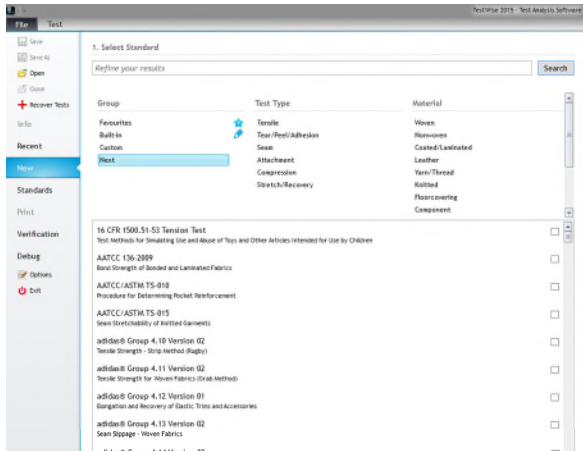 TestWise 2015 - Test Analysis Software
File Test
Save
Save As
Open
Close
Recover Tests
Info
Recent
New
Standards
Print
Verification
Debug
Options
Exit
1. Select Standard
Refine your results
Search
Group
Favourites
Built-in
Custom
Next
Test Type
Tensile
Tear/Peel/Adhesion
Seam
Attachment
Compression
Stretch/Recovery
Material
Woven
Nonwoven
Coated/Laminated
Leather
Yarn/Thread
Knitted
Floorcovering
Component
16 CFR 1500.51-53 Tension Test
Test Methods for Simulating Use and Abuse of Toys and Other Articles Intended for Use by Children
AATCC 136-2009
Bond Strength of Bonded and Laminated Fabrics
AATCC/ASTM TS-010
Procedure for Determining Pocket Reinforcement
AATCC/ASTM TS-015
Seam Stretchability of Knitted Garments
adidas® Group 4.10 Version 02
Tensile Strength - Strip Method (Rugby)
adidas® Group 4.11 Version 02
Tensile Strength for Woven Fabrics (Grab Method)
adidas® Group 4.12 Version 01
Elongation and Recovery of Elastic Trims and Accessories
adidas® Group 4.13 Version 02
Seam Slippage - Woven Fabrics